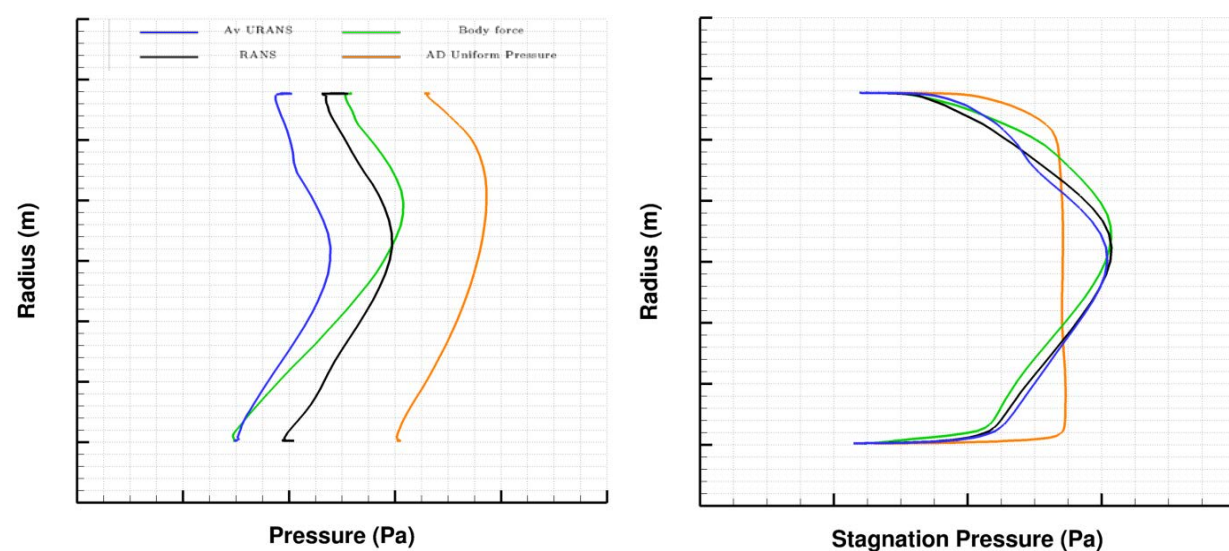 Av URANS
Body force
RANS
AD Uniform Pressure
Radius (m)
Pressure (Pa)
Radius (m)
Stagnation Pressure (Pa)